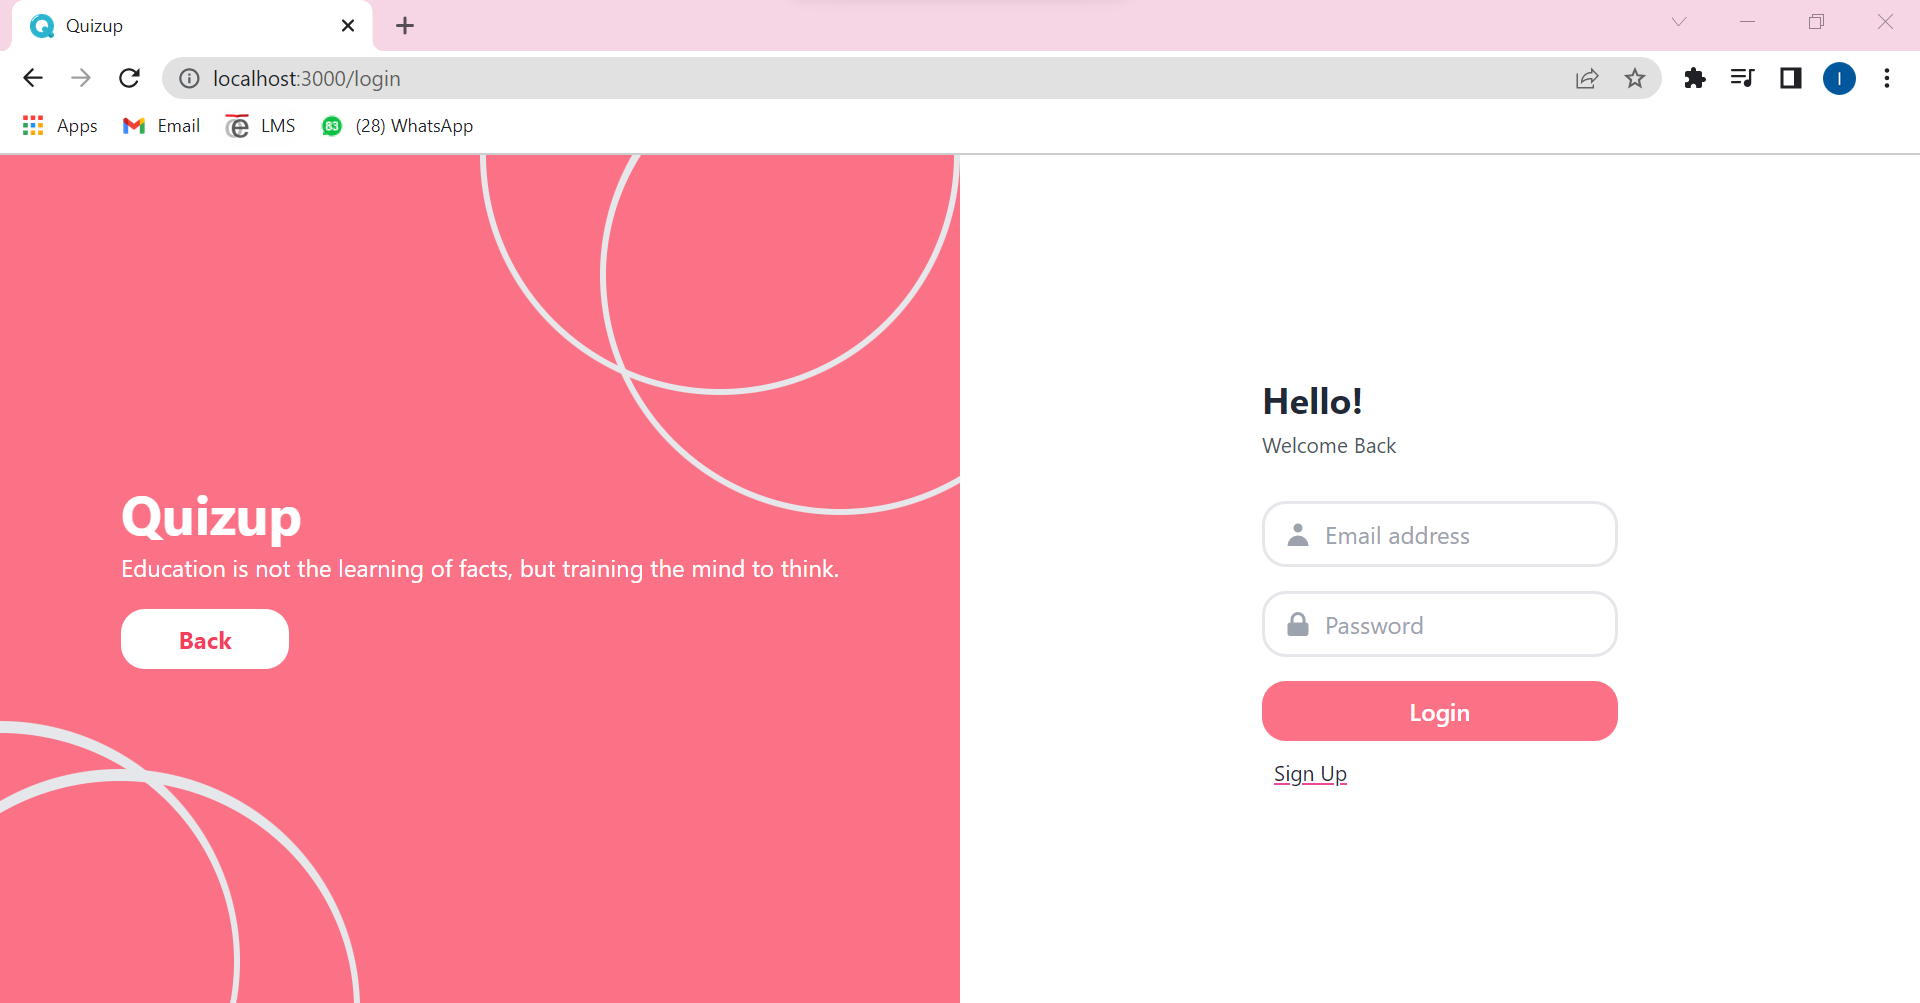 Quizup
localhost:3000/login
I
Apps
Email
LMS
83
(28) WhatsApp
Quizup
Education is not the learning of facts, but training the mind to think.
Back
Hello!
Welcome Back
Email address
Password
Login
Sign Up